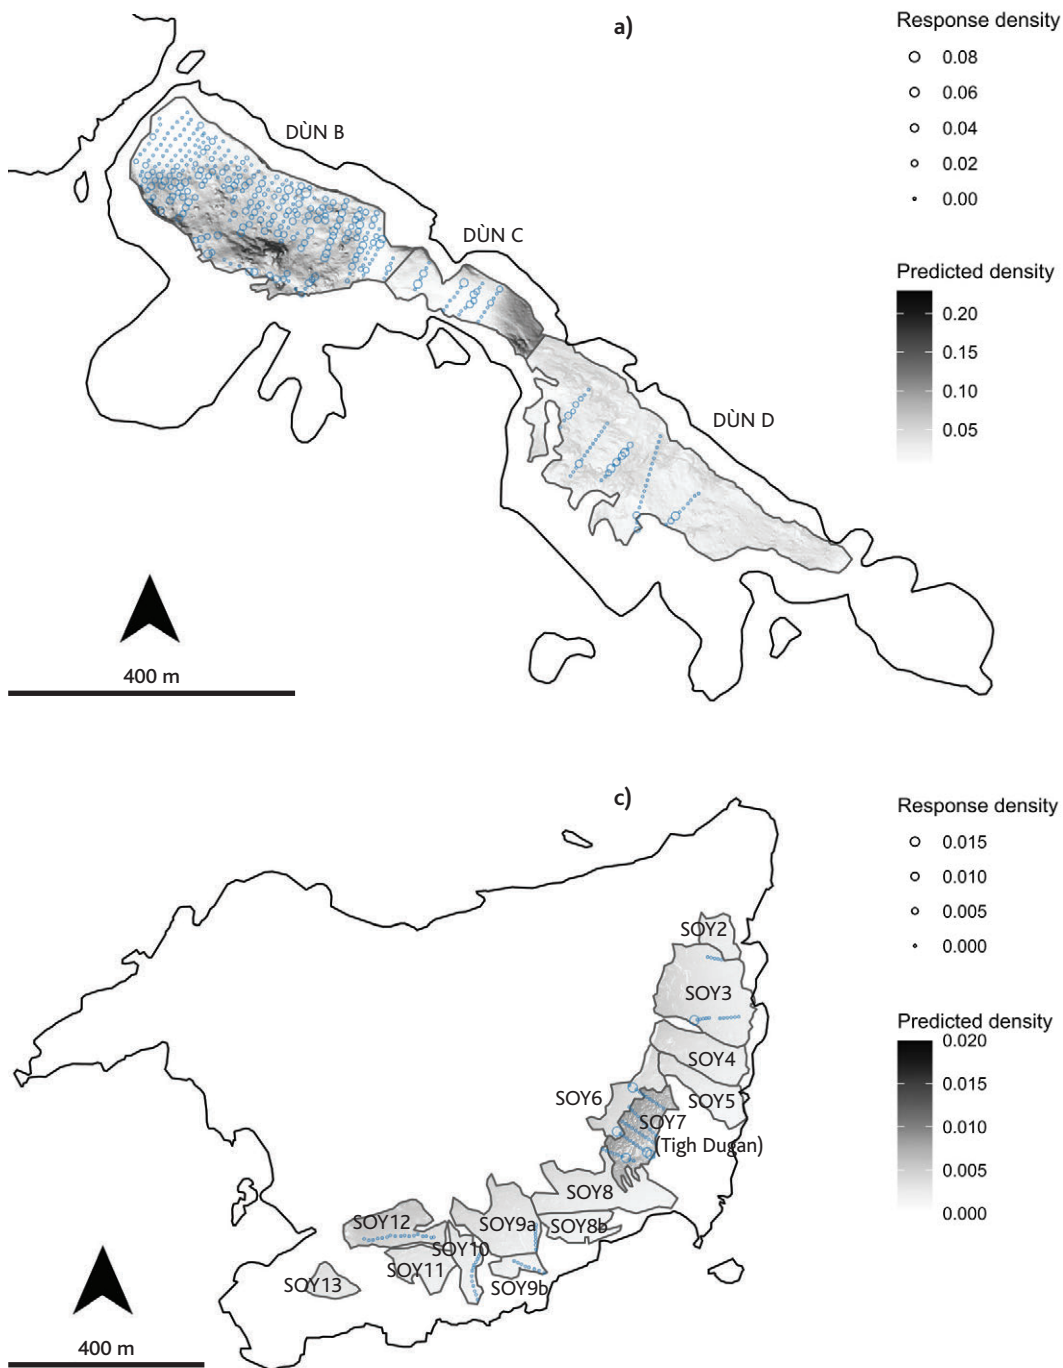 a)
Response density
0.08
0.06
0.04
0.02
0.00
DÙN B
DÙN C
Predicted density
0.20
0.15
0.10
0.05
DÙN D
400 m
c)
Response density
0.015
0.010
0.005
0.000
SOY2
SOY3
SOY4
SOY5
SOY6
SOY7
(Tigh Dugan)
SOY8
SOY8b
SOY9a
SOY9b
SOY10
SOY11
SOY12
SOY13
Predicted density
0.020
0.015
0.010
0.005
0.000
400 m